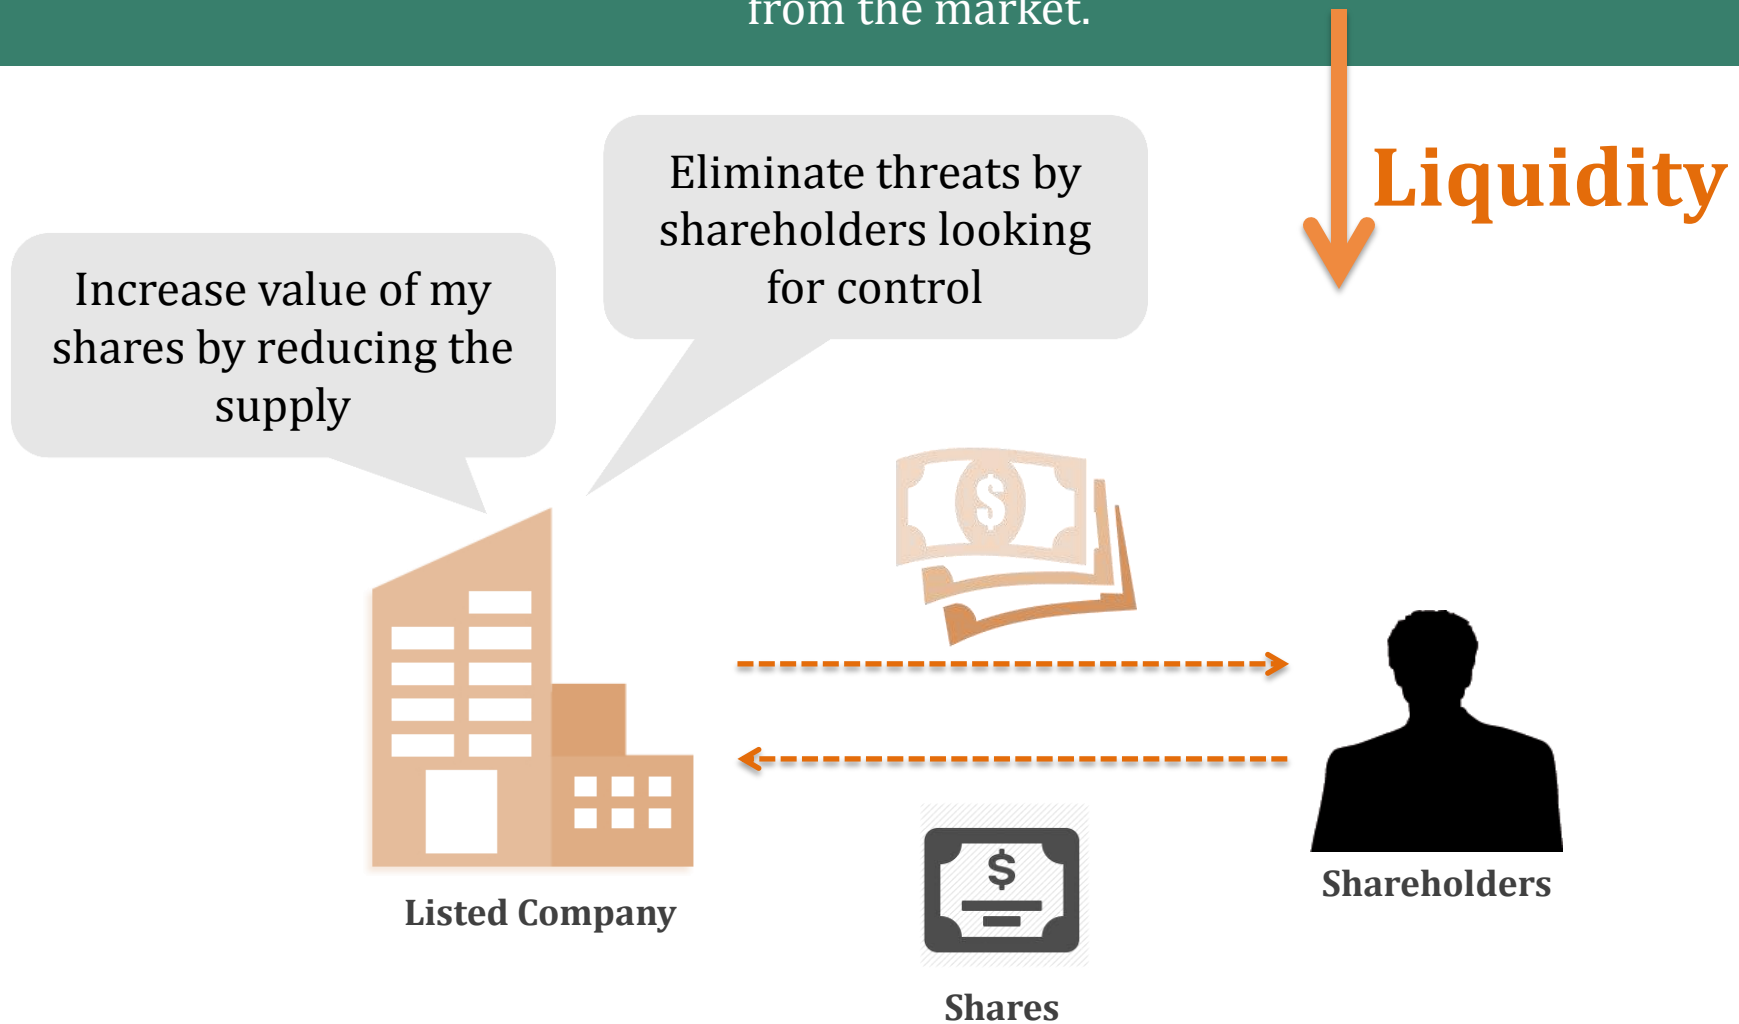 from the market.
Liquidity
Eliminate threats by
shareholders looking
for control
Increase value of my
shares by reducing the
supply
$
$
Listed Company
Shareholders
Shares